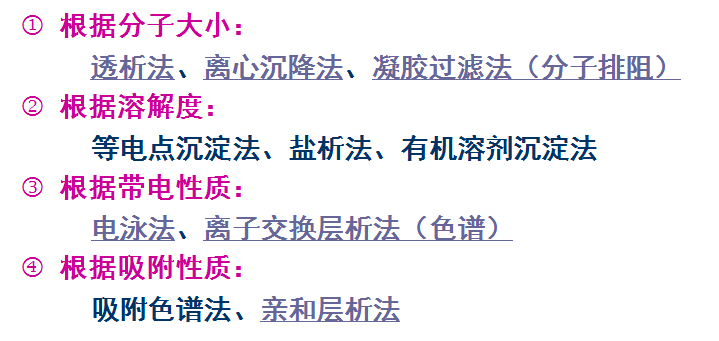 ① 根据分子大小：
透析法、离心沉降法、凝胶过滤法（分子排阻）
② 根据溶解度：
等电点沉淀法、盐析法、有机溶剂沉淀法
③ 根据带电性质：
电泳法、离子交换层析法（色谱）
④ 根据吸附性质：
吸附色谱法、亲和层析法